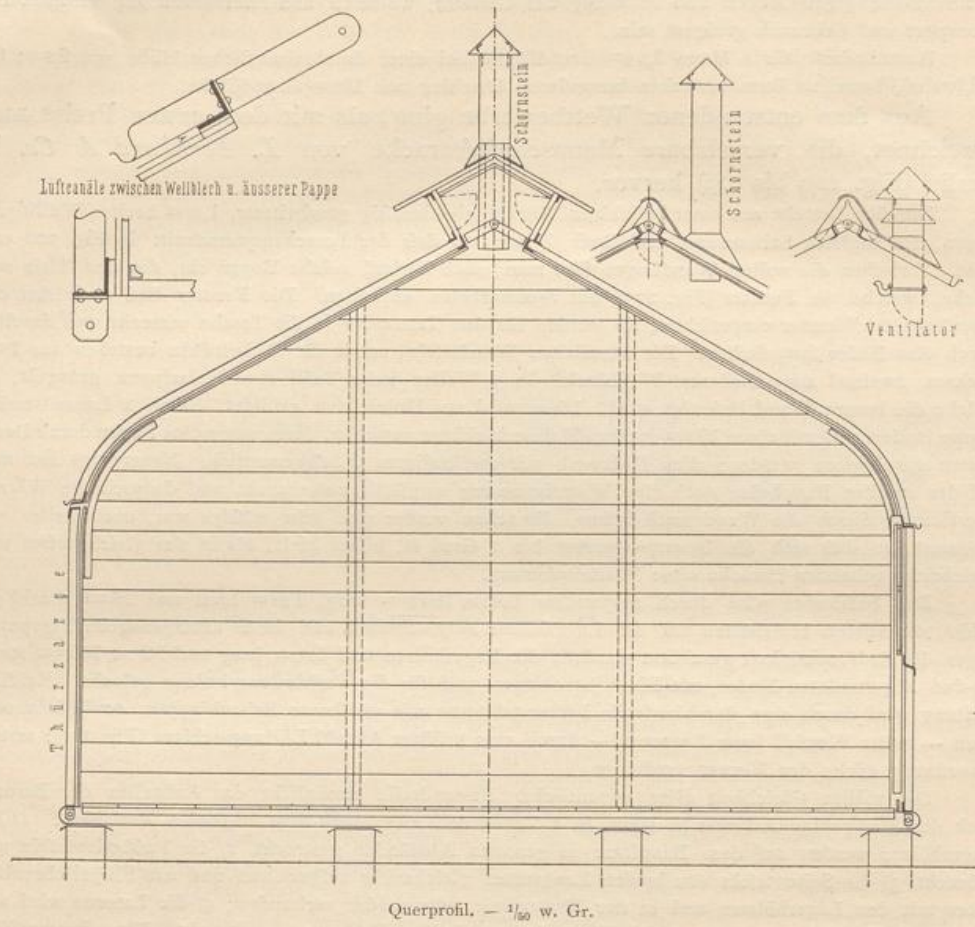 Schornstein
Schornstein
Luftcanäle zwischen Wellblech u. äusserer Pappe
Ventilator
Thürzarge
Querprofil. — 1/50 w. Gr.